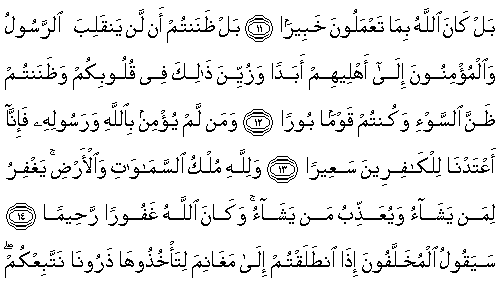 بَلْ كَانَ ٱللَّهُ بِمَا تَعْمَلُونَ خَبِيرًۢا ١١ بَلْ ظَنَنتُمْ أَن لَّن يَنقَلِبَ ٱلرَّسُولُ
وَٱلْمُؤْمِنُونَ إِلَىٰٓ أَهْلِيهِمْ أَبَدًا وَزُيِّنَ ذَٰلِكَ فِى قُلُوبِكُمْ وَظَنَنتُمْ
ظَنَّ ٱلسَّوْءِ وَكُنتُمْ قَوْمًۢا بُورًا ١٢ وَمَن لَّمْ يُؤْمِنۢ بِٱللَّهِ وَرَسُولِهِۦ فَإِنَّآ
أَعْتَدْنَا لِلْكَـٰفِرِينَ سَعِيرًا ١٣ وَلِلَّهِ مُلْكُ ٱلسَّمَـٰوَٰتِ وَٱلْأَرْضِ ۚ يَغْفِرُ
لِمَن يَشَآءُ وَيُعَذِّبُ مَن يَشَآءُ ۚ وَكَانَ ٱللَّهُ غَفُورًا رَّحِيمًا ١٤
سَيَقُولُ ٱلْمُخَلَّفُونَ إِذَا ٱنطَلَقْتُمْ إِلَىٰ مَغَانِمَ لِتَأْخُذُوهَا ذَرُونَا نَتَّبِعْكُمْ ۖ